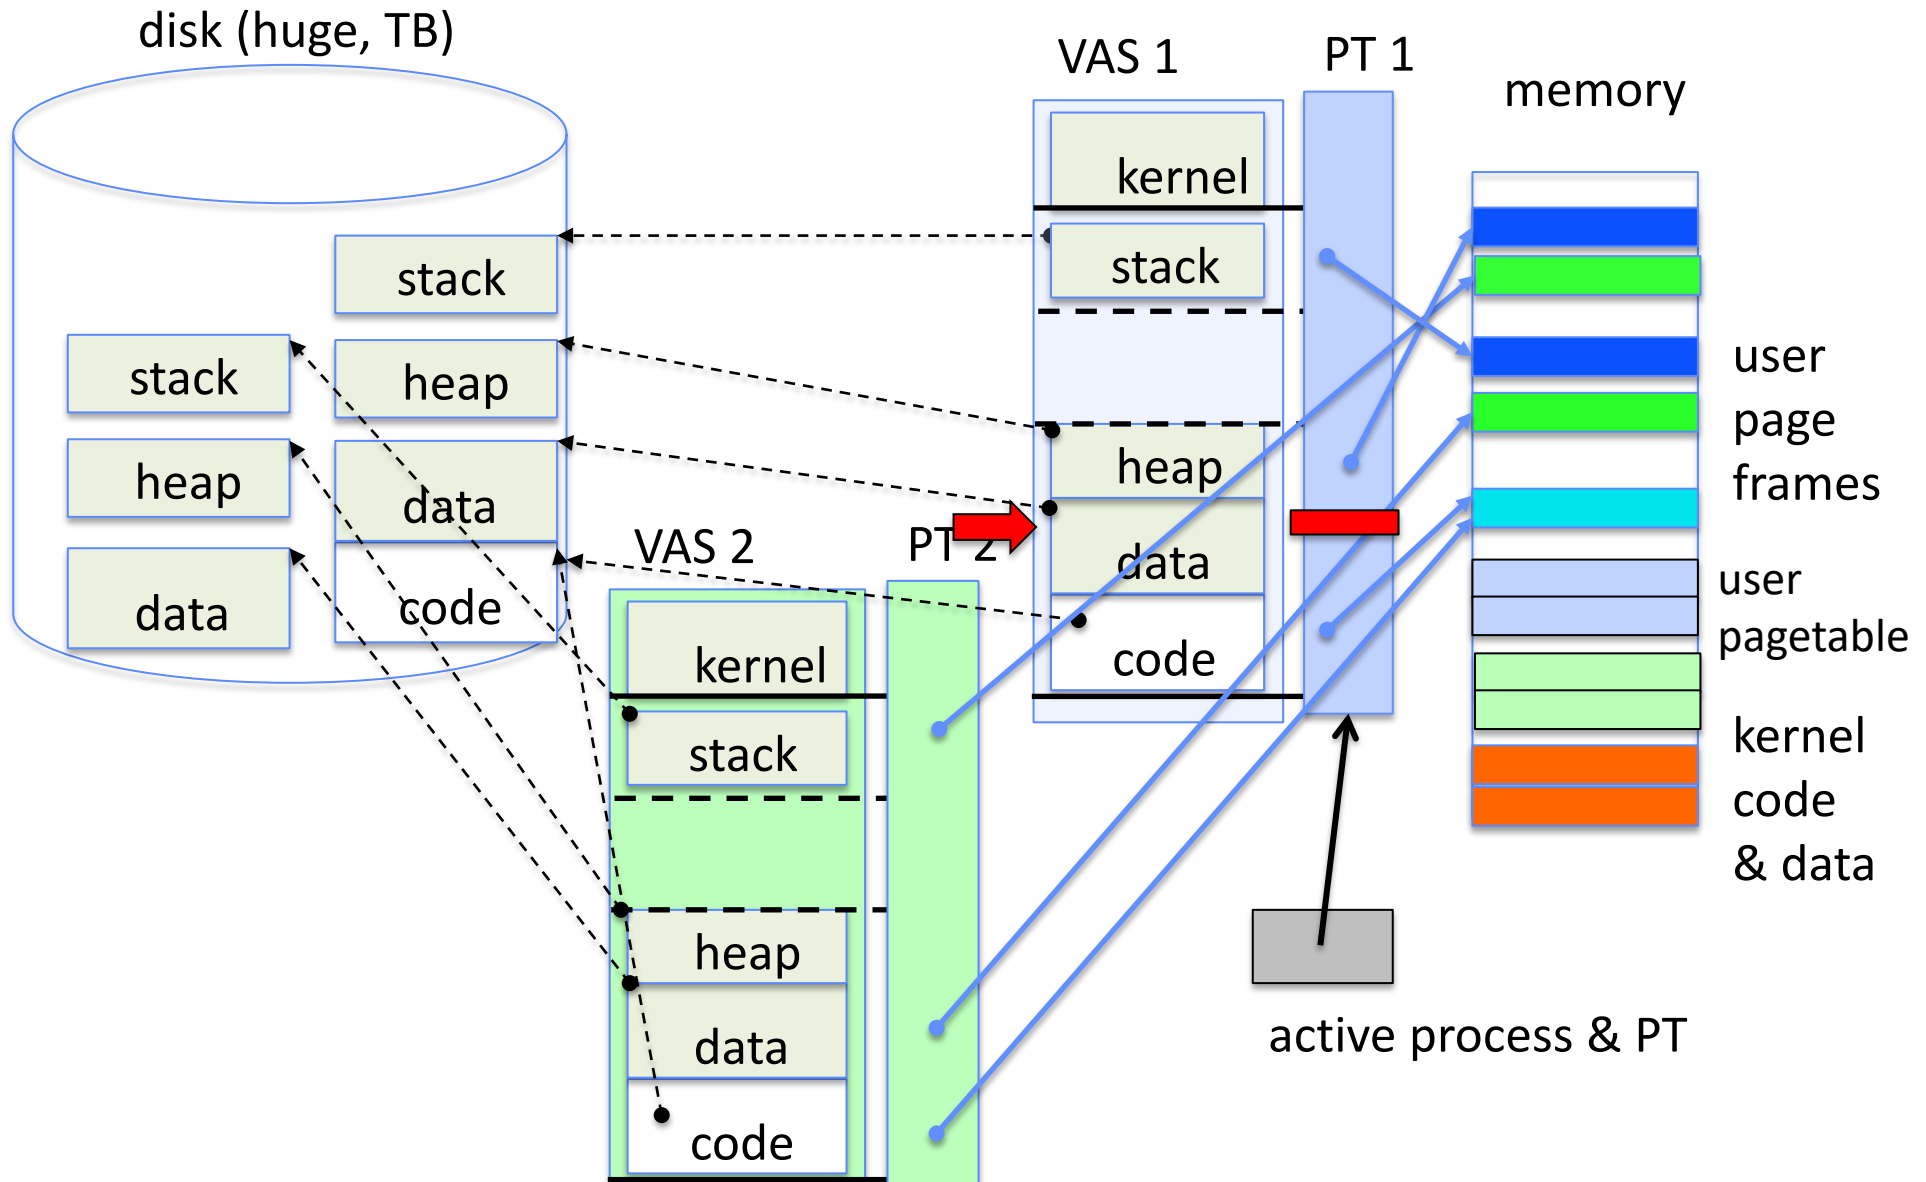 disk (huge, TB)
VAS 1
PT 1
memory
kernel
stack
stack
stack
heap
heap
heap
data
data
data
code
code
VAS 2
PT 2
kernel
stack
heap
data
code
user
page
frames
user
pagetable
kernel
code
& data
active process & PT